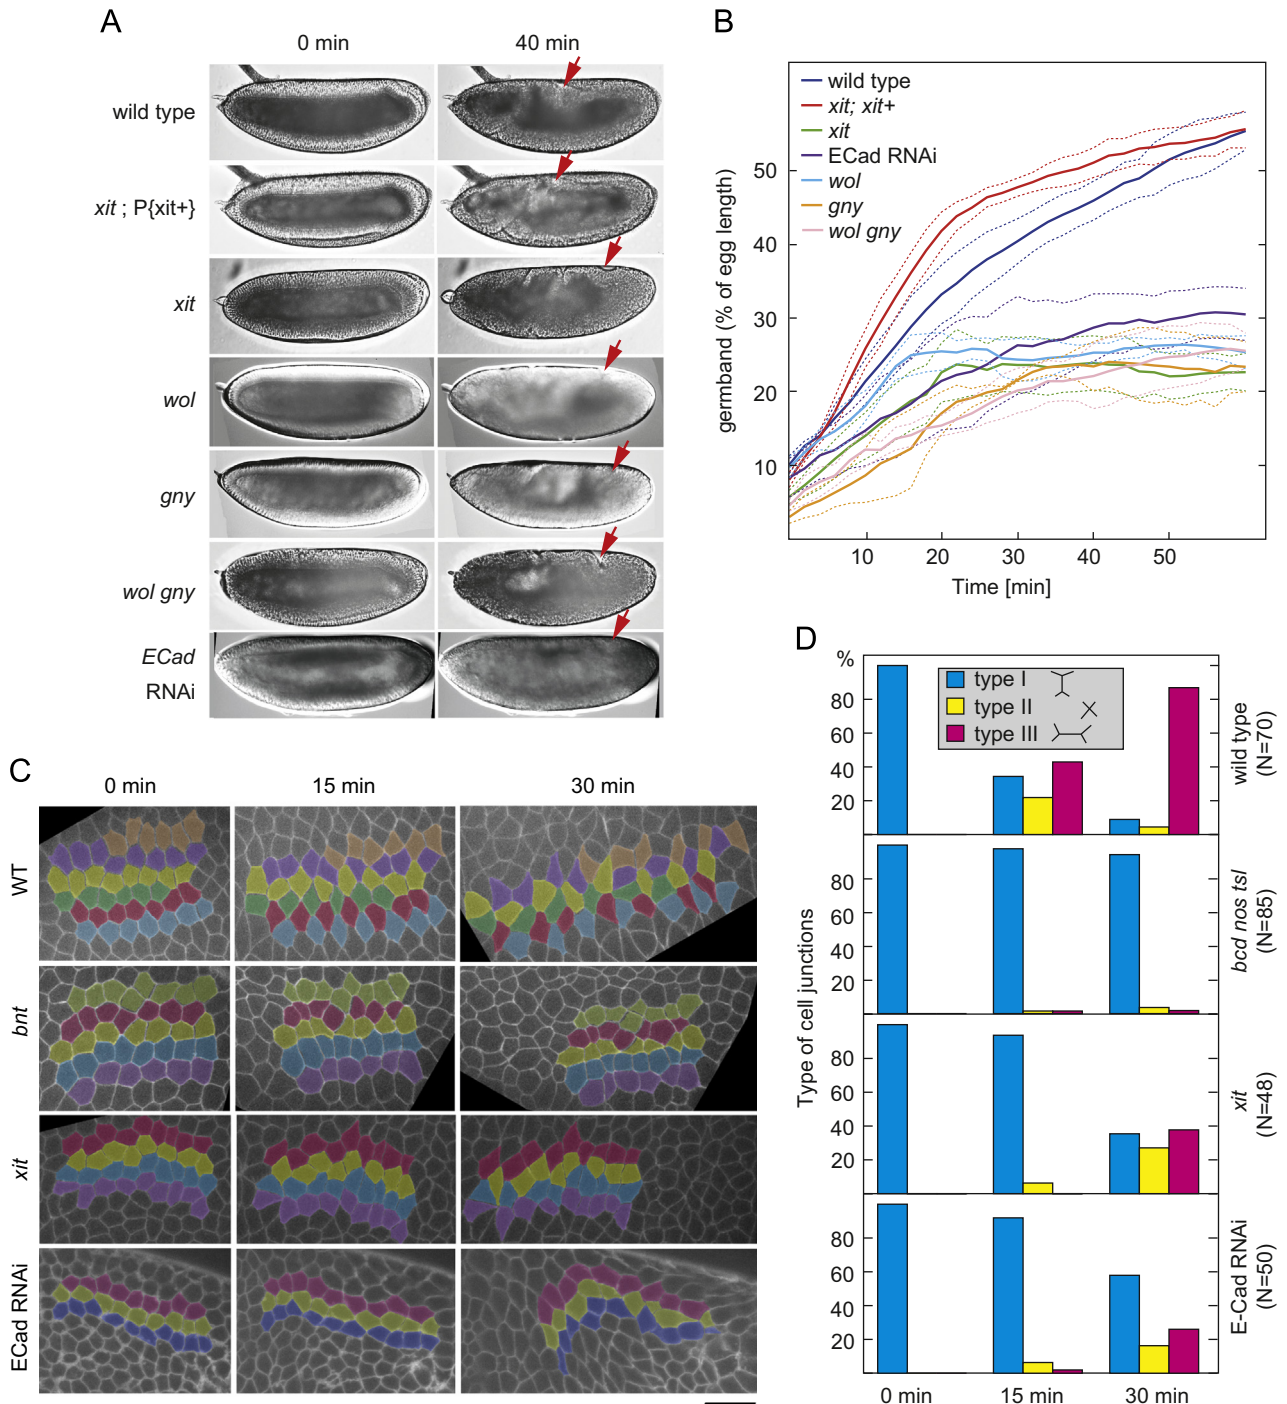 A
0 min
40 min
wild type
xit ; P{xit+}
xit
wol
gny
wol gny
ECad
RNAi
B
wild type
xit; xit+
xit
ECad RNAi
wol
gny
wol gny
germband (% of egg length)
50
40
30
20
10
10
20
30
40
50
Time [min]
C
0 min
15 min
30 min
WT
bnt
xit
ECad RNAi
D
%
type I
type II
type III
80
60
40
20
wild type
(N=70)
80
60
40
20
bcd nos tsl
(N=85)
80
60
40
20
xit
(N=48)
80
60
40
20
E-Cad RNAi
(N=50)
Type of cell junctions
0 min
15 min
30 min